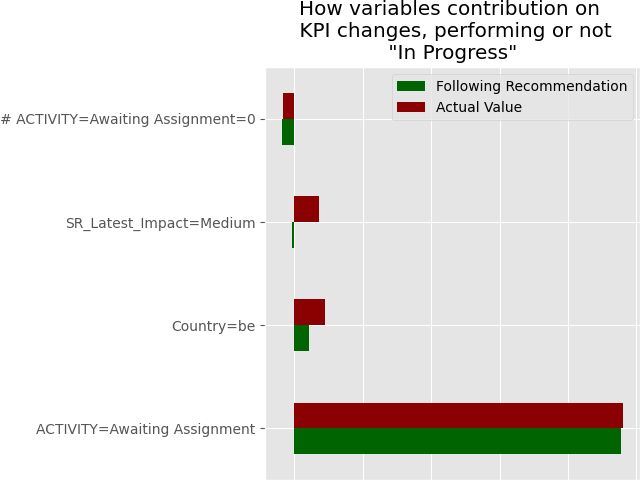 How variables contribution on
KPI changes, performing or not
"In Progress"
Following Recommendation
Actual Value
# ACTIVITY=Awaiting Assignment=0
SR_Latest_Impact=Medium
Country=be
ACTIVITY=Awaiting Assignment